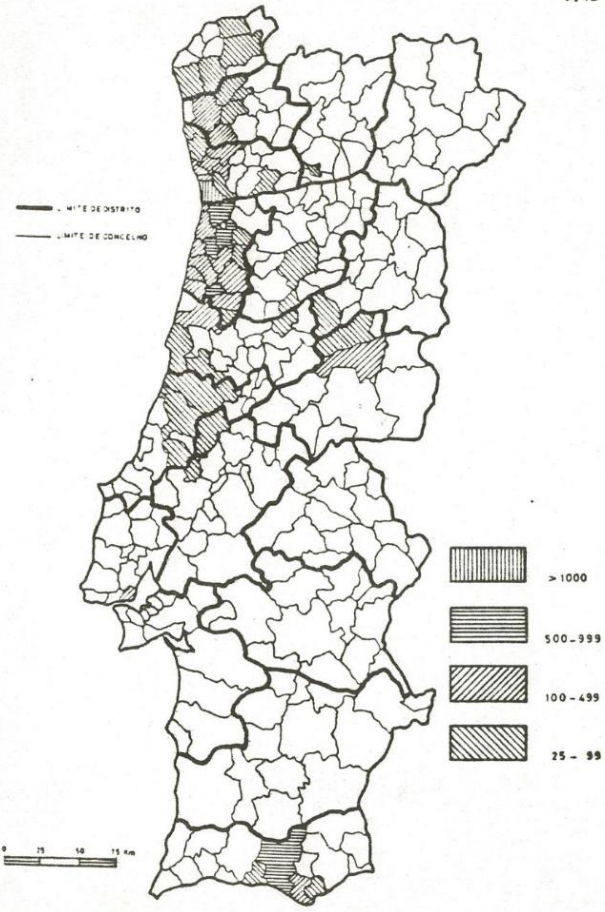 LIMITE DE DISTRITO
LIMITE DE CONCELHO
> 1000
500-999
100-499
25 - 99
0 25 50 75 Km